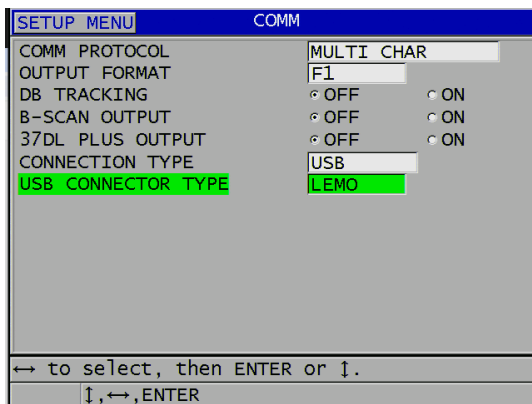 SETUP MENU COMM
COMM PROTOCOL MULTI CHAR
OUTPUT FORMAT F1
DB TRACKING OFF ON
B-SCAN OUTPUT OFF ON
37DL PLUS OUTPUT OFF ON
CONNECTION TYPE USB
USB CONNECTOR TYPE LEMO
↔ to select, then ENTER or ↕.
↕,↔,ENTER